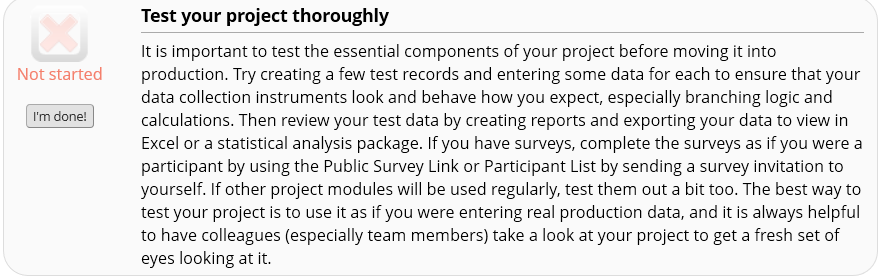 Test your project thoroughly
It is important to test the essential components of your project before moving it into
Not started
production. Try creating a few test records and entering some data for each to ensure that your
data collection instruments look and behave how you expect, especially branching logic and
I'm done!
calculations. Then review your test data by creating reports and exporting your data to view in
Excel or a statistical analysis package. If you have surveys, complete the surveys as if you were a
participant by using the Public Survey Link or Participant List by sending a survey invitation to
yourself. If other project modules will be used regularly, test them out a bit too. The best way to
test your project is to use it as if you were entering real production data, and it is always helpful
to have colleagues (especially team members) take a look at your project to get a fresh set of
eyes looking at it.